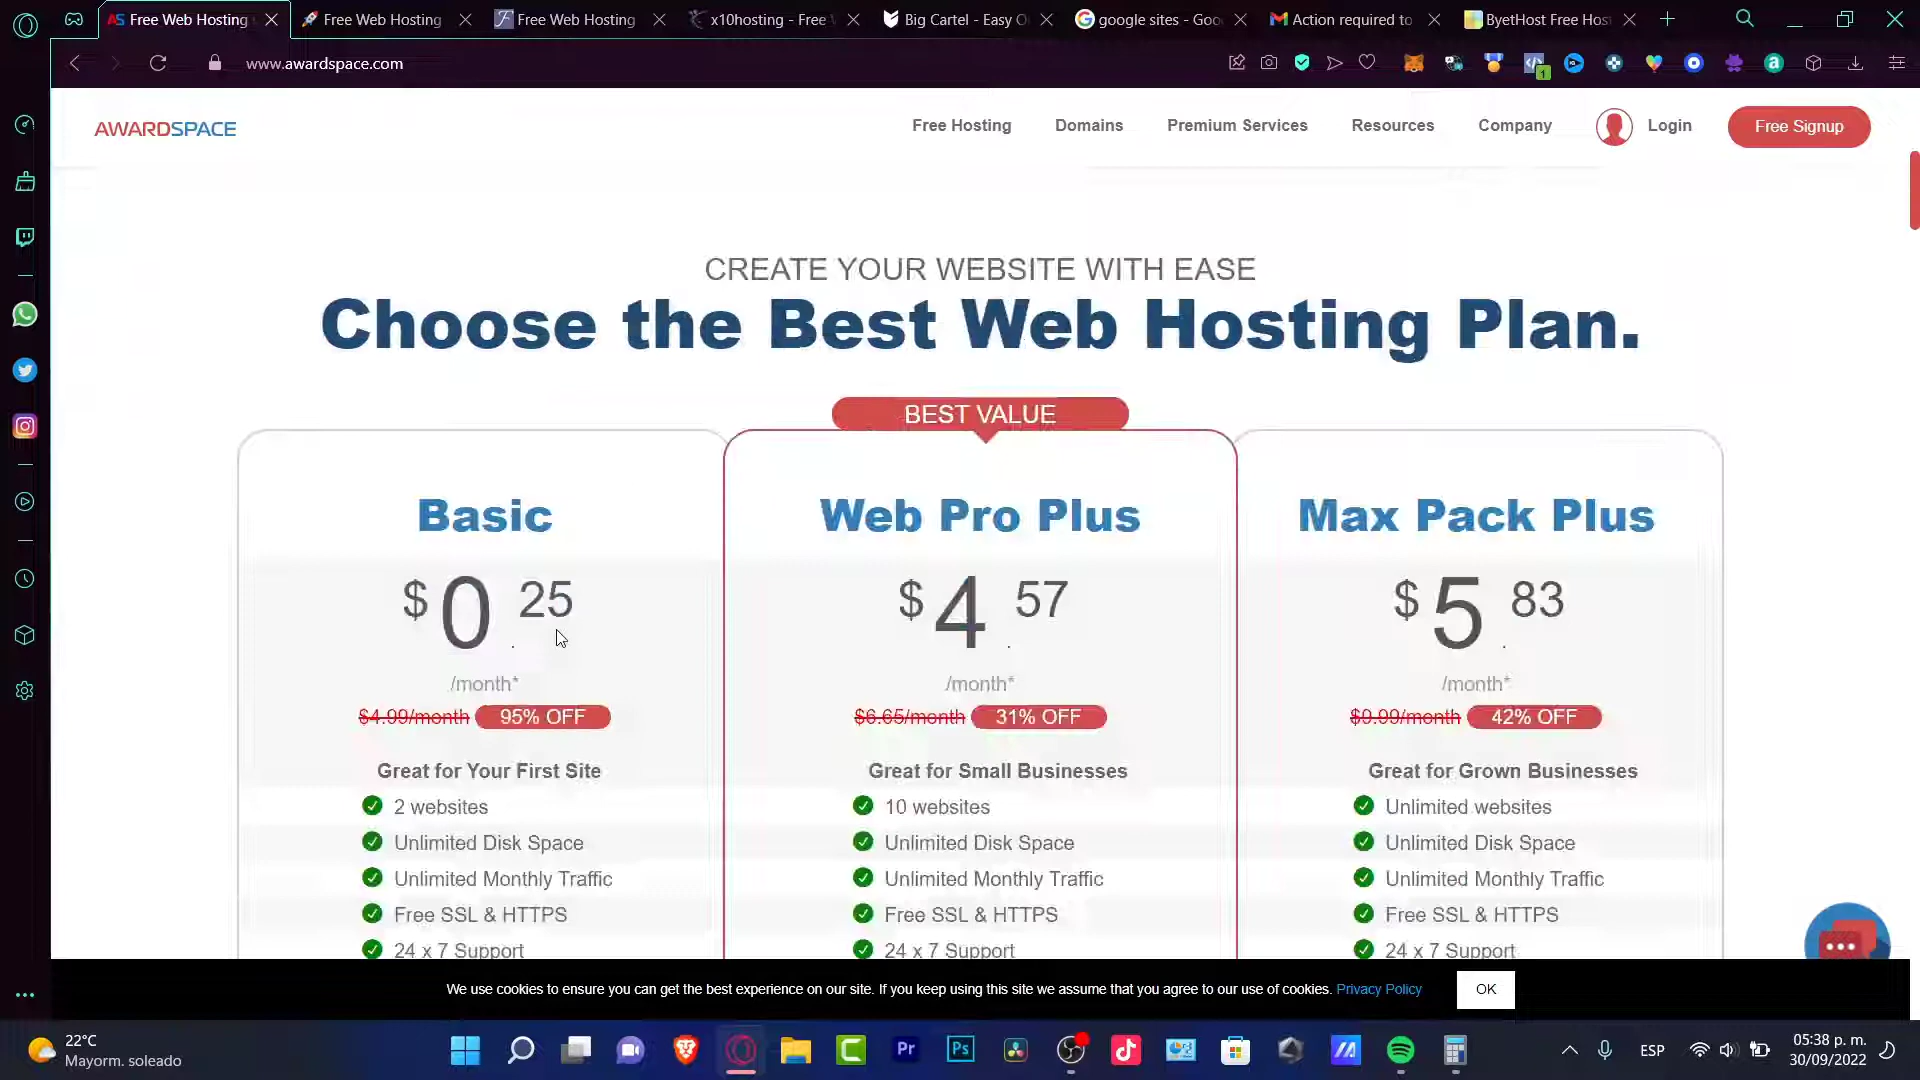 Free Web Hosting
Free Web Hosting
Free Web Hosting
x10hosting - Free
Big Cartel - Easy O
google sites - Goo
Action required to
ByetHost Free Hos
www.awardspace.com
1
AWARDSPACE
Free Hosting
Domains
Premium Services
Resources
Company
Login
Free Signup
CREATE YOUR WEBSITE WITH EASE
Choose the Best Web Hosting Plan.
BEST VALUE
Basic
$0.25
/month*
$4.99/month 95% OFF
Great for Your First Site
2 websites
Unlimited Disk Space
Unlimited Monthly Traffic
Free SSL & HTTPS
24 x 7 Support
Web Pro Plus
$4.57
/month*
$6.65/month 31% OFF
Great for Small Businesses
10 websites
Unlimited Disk Space
Unlimited Monthly Traffic
Free SSL & HTTPS
24 x 7 Support
Max Pack Plus
$5.83
/month*
$9.99/month 42% OFF
Great for Grown Businesses
Unlimited websites
Unlimited Disk Space
Unlimited Monthly Traffic
Free SSL & HTTPS
24 x 7 Support
We use cookies to ensure you can get the best experience on our site. If you keep using this site we assume that you agree to our use of cookies. Privacy Policy
OK
22°C
Mayorm. soleado
Pr
Ps
ESP
05:38 p. m.
30/09/2022